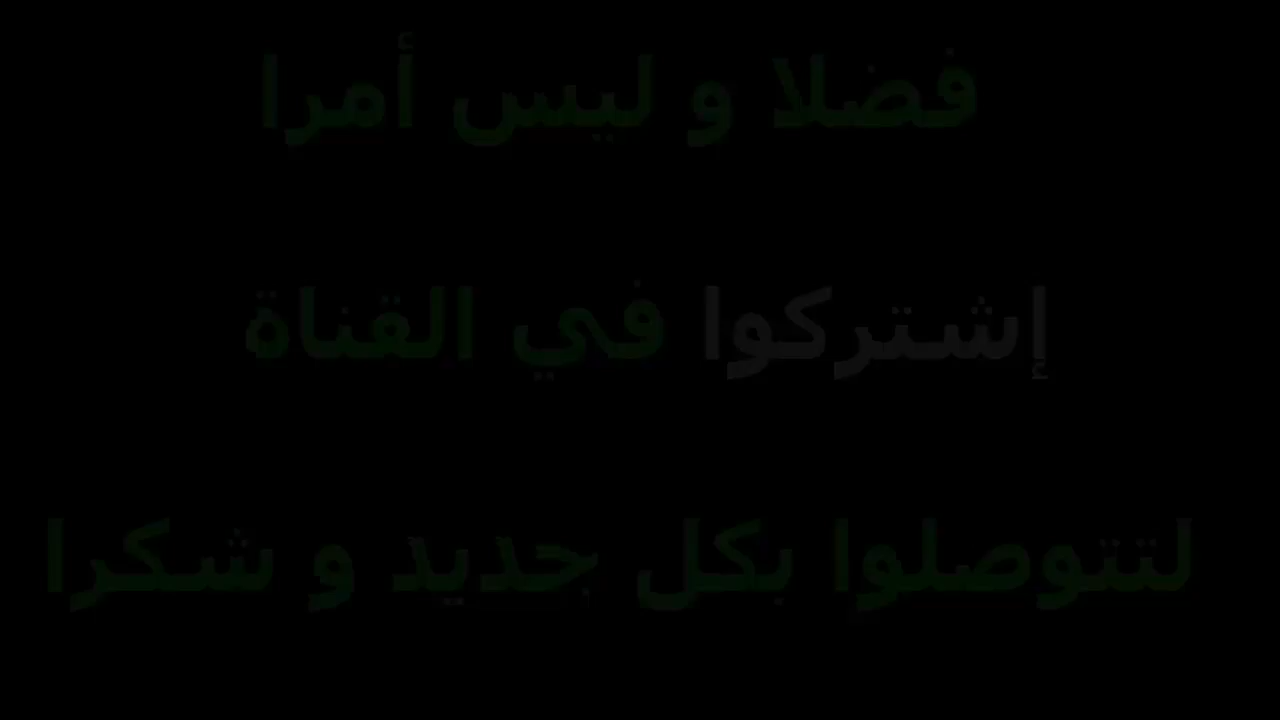 فضلا و ليس أمرا
إشتركوا في القناة
لتتوصلوا بكل جديد و شكرا